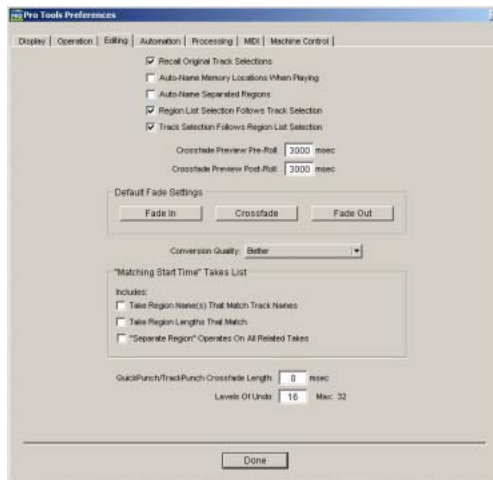 PRO Pro Tools Preferences
Display Operation Editing Automation Processing MIDI Machine Control
Recall Original Track Selections
Auto-Name Memory Locations When Playing
Auto-Name Separated Regions
Region List Selection Follows Track Selection
Track Selection Follows Region List Selection
Crossfade Preview Pre-Roll: 3000 msec
Crossfade Preview Post-Roll: 3000 msec
Default Fade Settings
Fade In Crossfade Fade Out
Conversion Quality: Better
"Matching Start Time" Takes List
Includes:
Take Region Name(s) That Match Track Names
Take Region Lengths That Match
"Separate Region" Operates On All Related Takes
QuickPunch/TrackPunch Crossfade Length: 0 msec
Levels Of Undo: 16 Max: 32
Done